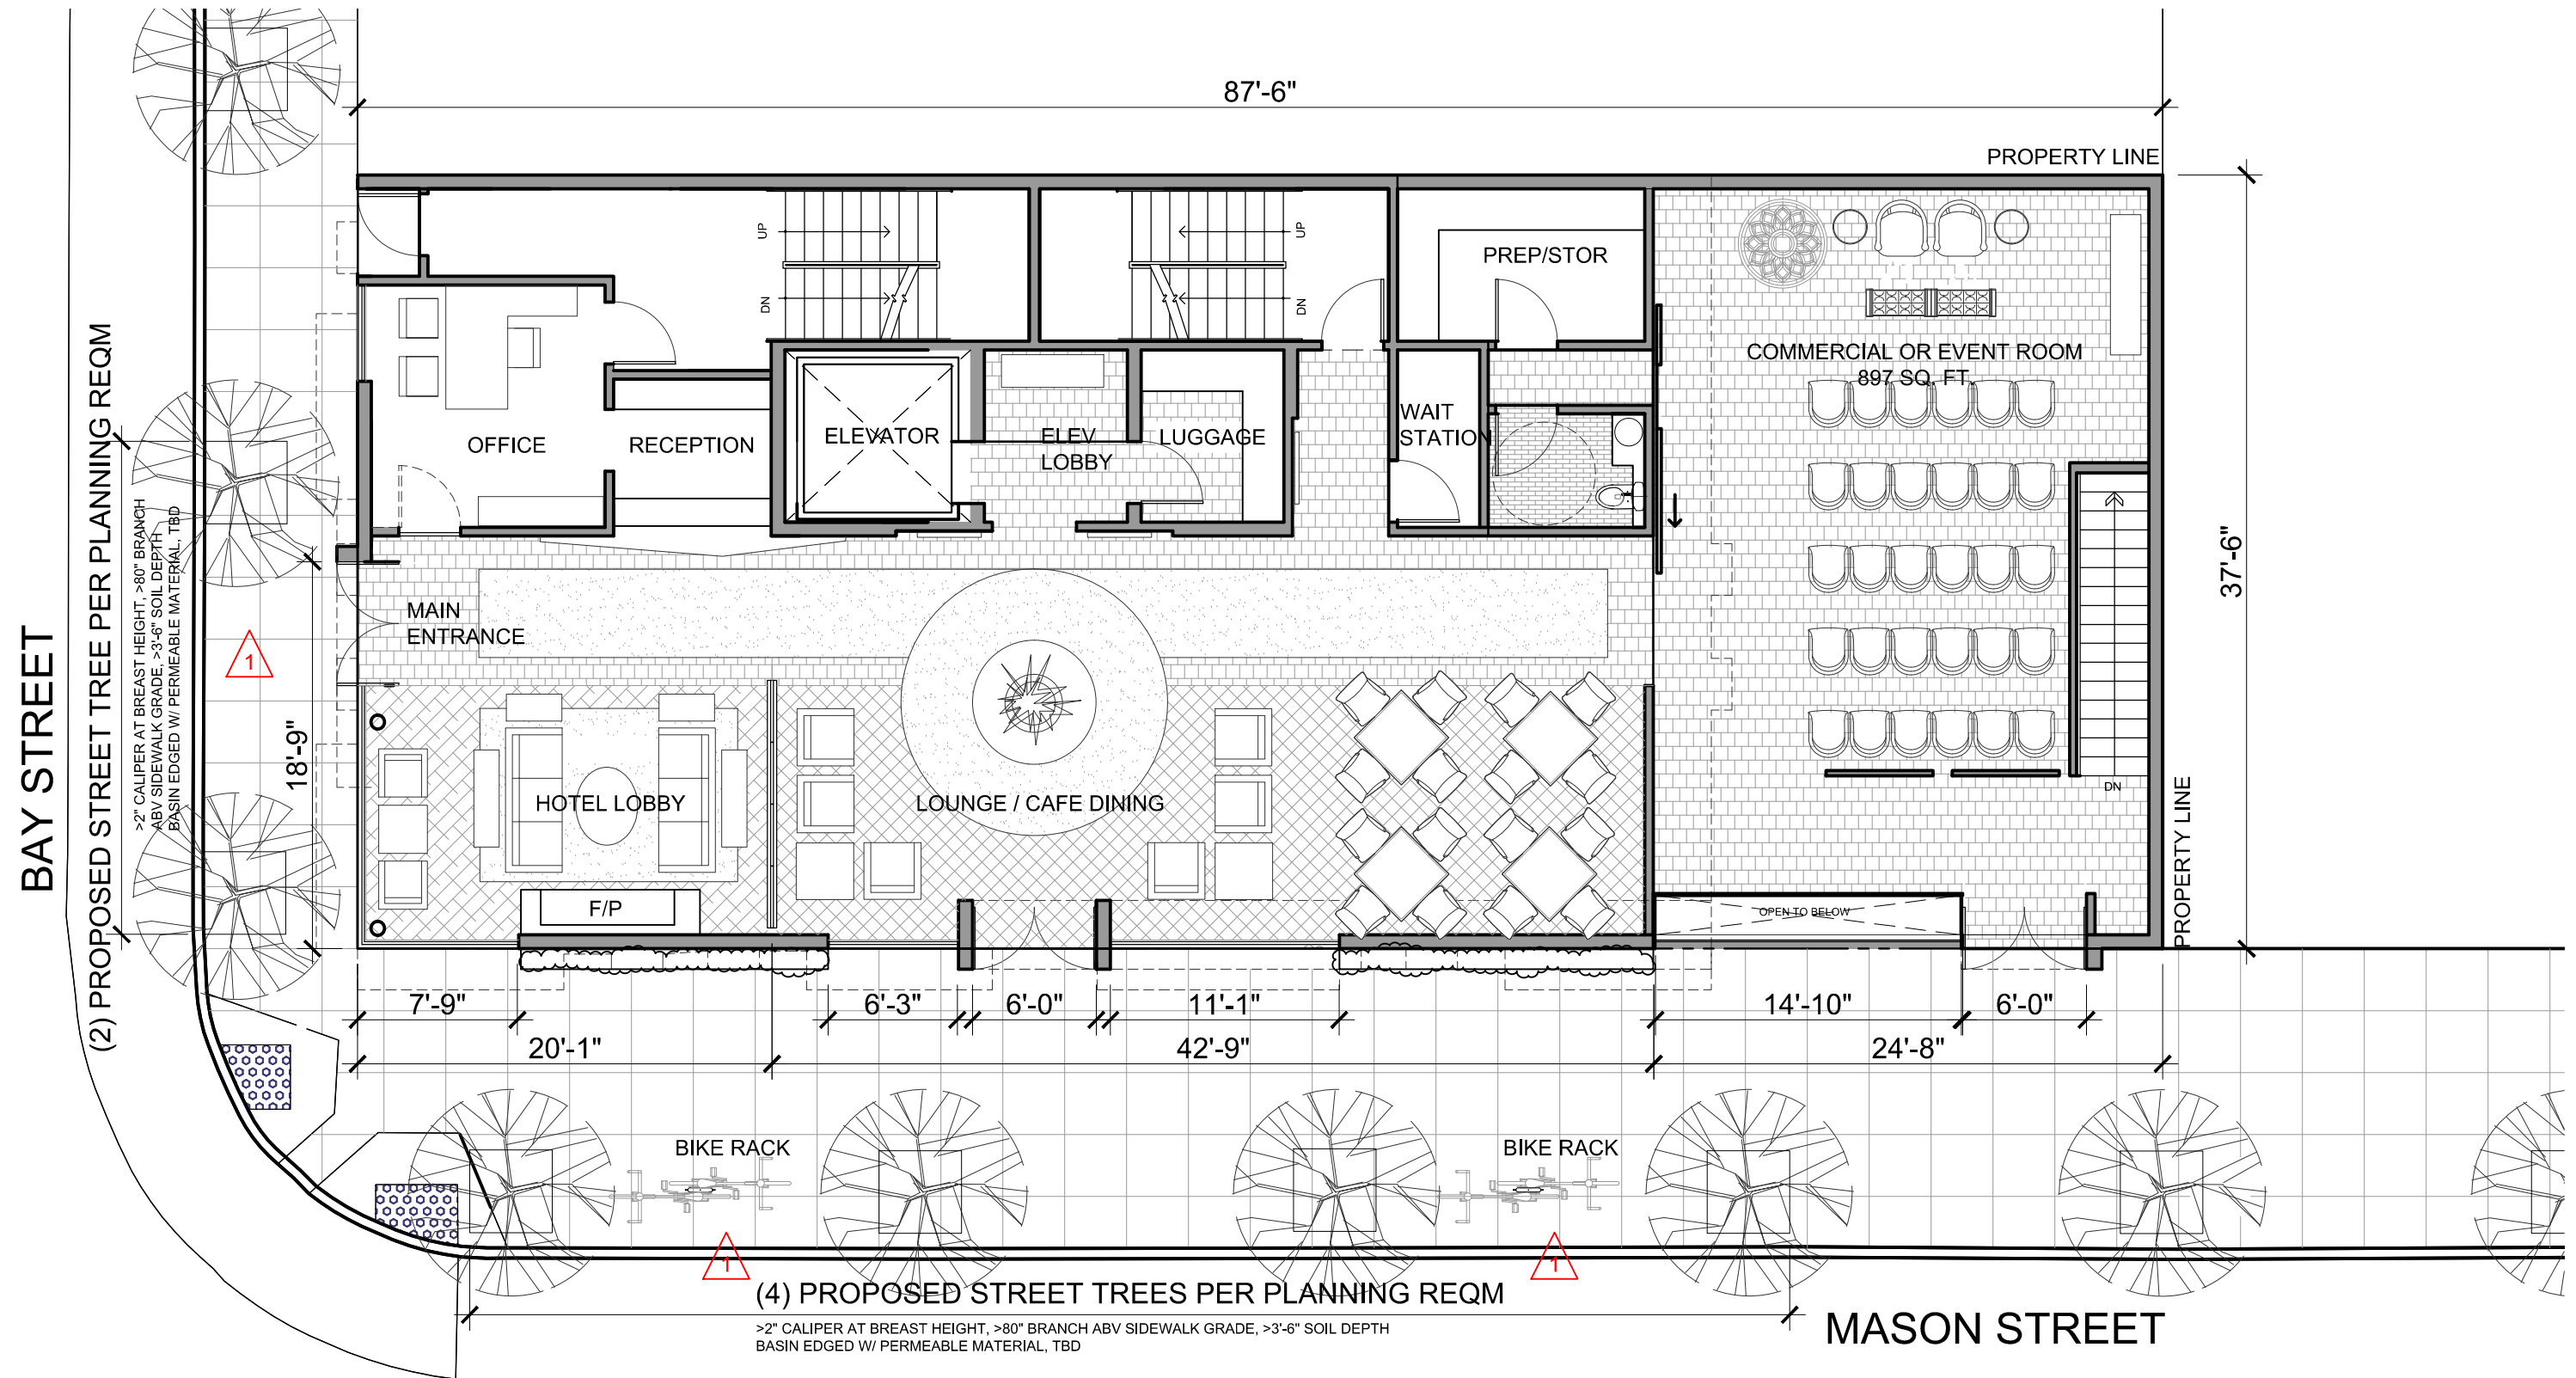 87'-6"
PROPERTY LINE
UP
UP
DN
DN
PREP/STOR
COMMERCIAL OR EVENT ROOM
897 SQ. FT.
OFFICE
RECEPTION
ELEVATOR
ELEV
LOBBY
LUGGAGE
WAIT
STATION
37'-6"
MAIN
ENTRANCE
BAY STREET
(2) PROPOSED STREET TREE PER PLANNING REQM
>2" CALIPER AT BREAST HEIGHT, >80" BRANCH
ABV SIDEWALK GRADE, >3'-6" SOIL DEPTH
BASIN EDGED W/ PERMEABLE MATERIAL, TBD
1
18'-9"
HOTEL LOBBY
LOUNGE / CAFE DINING
F/P
OPEN TO BELOW
DN
PROPERTY LINE
7'-9"
6'-3"
6'-0"
11'-1"
14'-10"
6'-0"
20'-1"
42'-9"
24'-8"
BIKE RACK
BIKE RACK
1
1
(4) PROPOSED STREET TREES PER PLANNING REQM
>2" CALIPER AT BREAST HEIGHT, >80" BRANCH ABV SIDEWALK GRADE, >3'-6" SOIL DEPTH
BASIN EDGED W/ PERMEABLE MATERIAL, TBD
MASON STREET